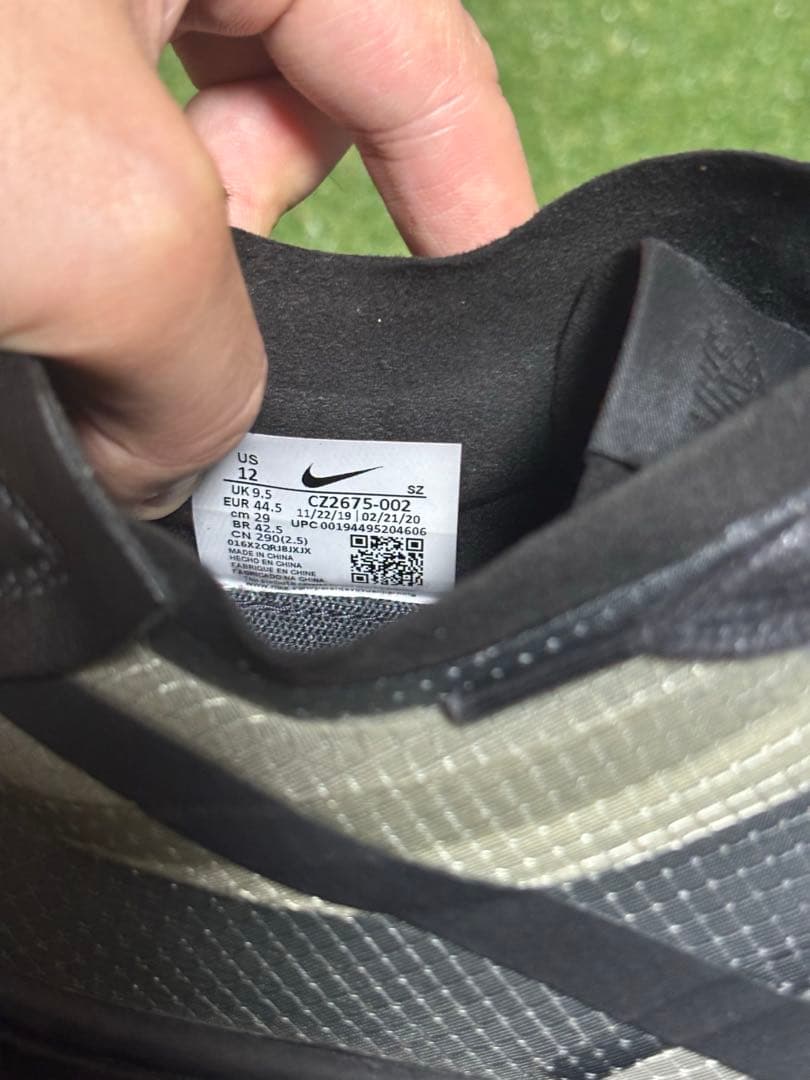 US
12
SZ
UK 9.5
CZ2675-002
EUR 44.5
11/22/19 | 02/21/20
cm 29
UPC 00194495204606
BR 42.5
CN 290(2.5)
016X2QRJBJXJX
MADE IN CHINA
HECHO EN CHINA
FABRIQUE EN CHINE
FABRICADO NA CHINA
NIKE